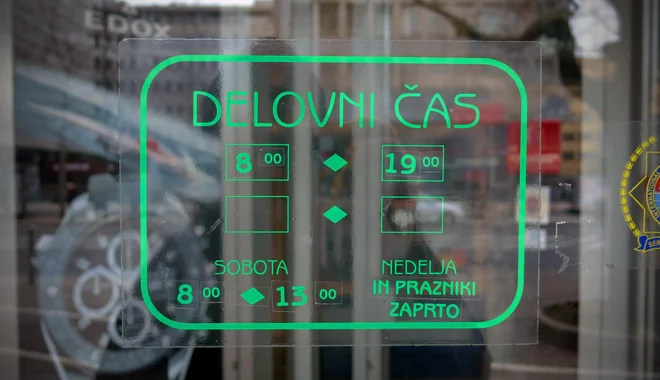 EDOX
DELOVNI ČAS
8 00 19 00
SOBOTA
8 00 13 00
NEDELJA
IN PRAZNIKI
ZAPRTO